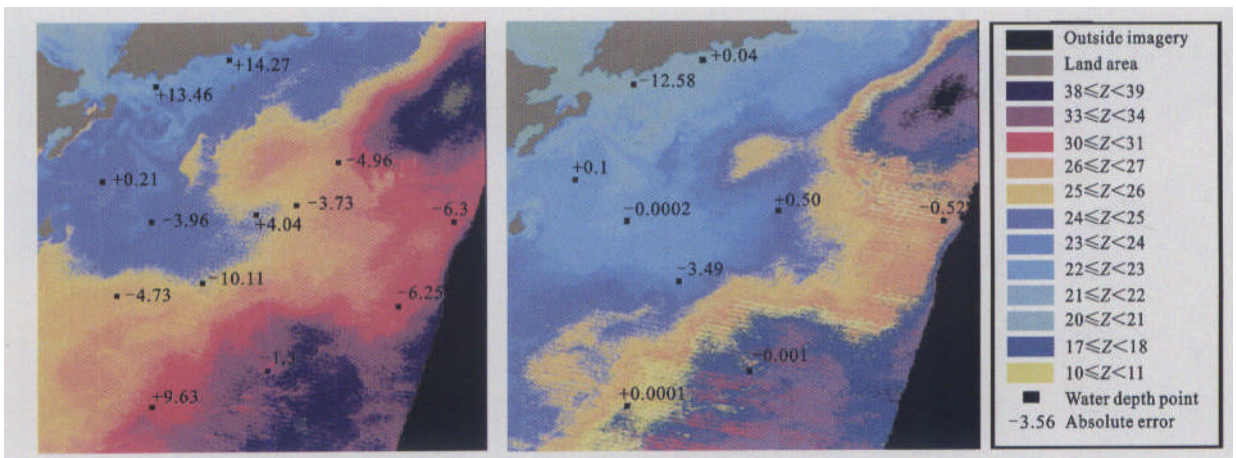 +14.27
+13.46
-4.96
+0.21
-3.73
-3.96
+4.04
-6.3
-10.11
-4.73
-6.25
-1.5
+9.63
+0.04
-12.58
+0.1
+0.50
-0.0002
-0.52
-3.49
-0.001
+0.0001
Outside imagery
Land area
38≤Z<39
33≤Z<34
30≤Z<31
26≤Z<27
25≤Z<26
24≤Z<25
23≤Z<24
22≤Z<23
21≤Z<22
20≤Z<21
17≤Z<18
10≤Z<11
Water depth point
-3.56 Absolute error